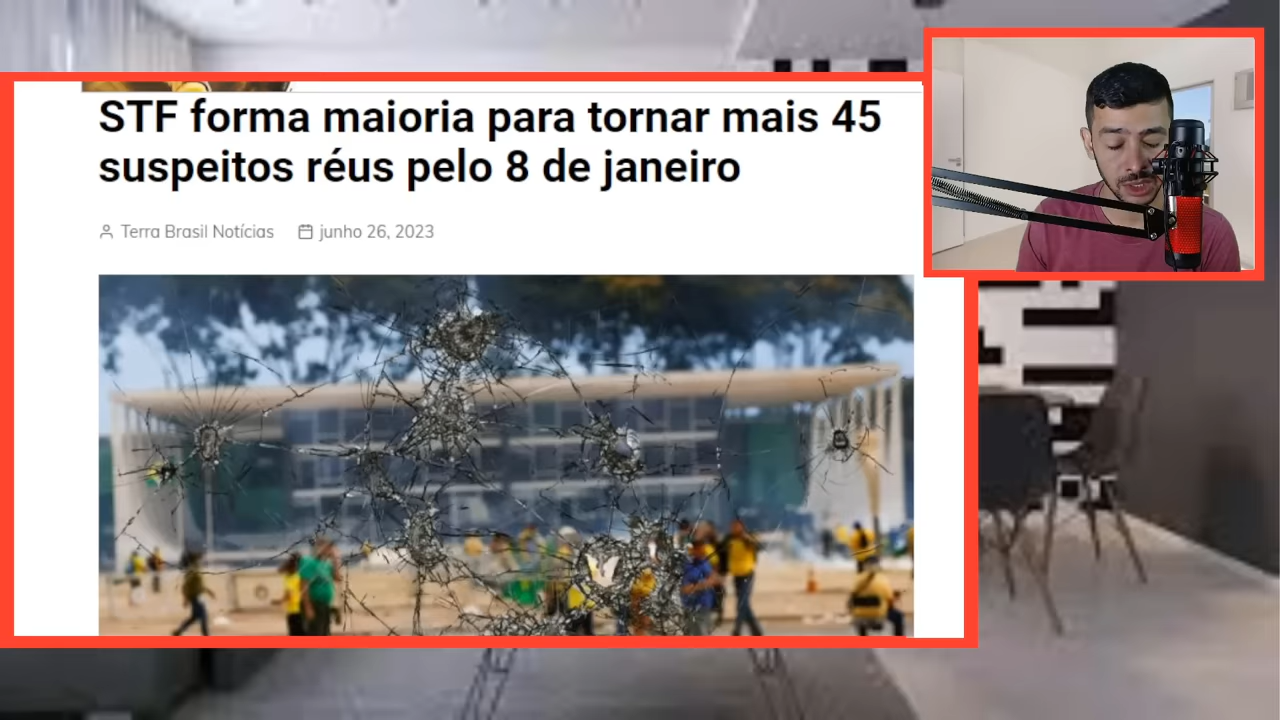 STF forma maioria para tornar mais 45
suspeitos réus pelo 8 de janeiro
Terra Brasil Notícias junho 26, 2023